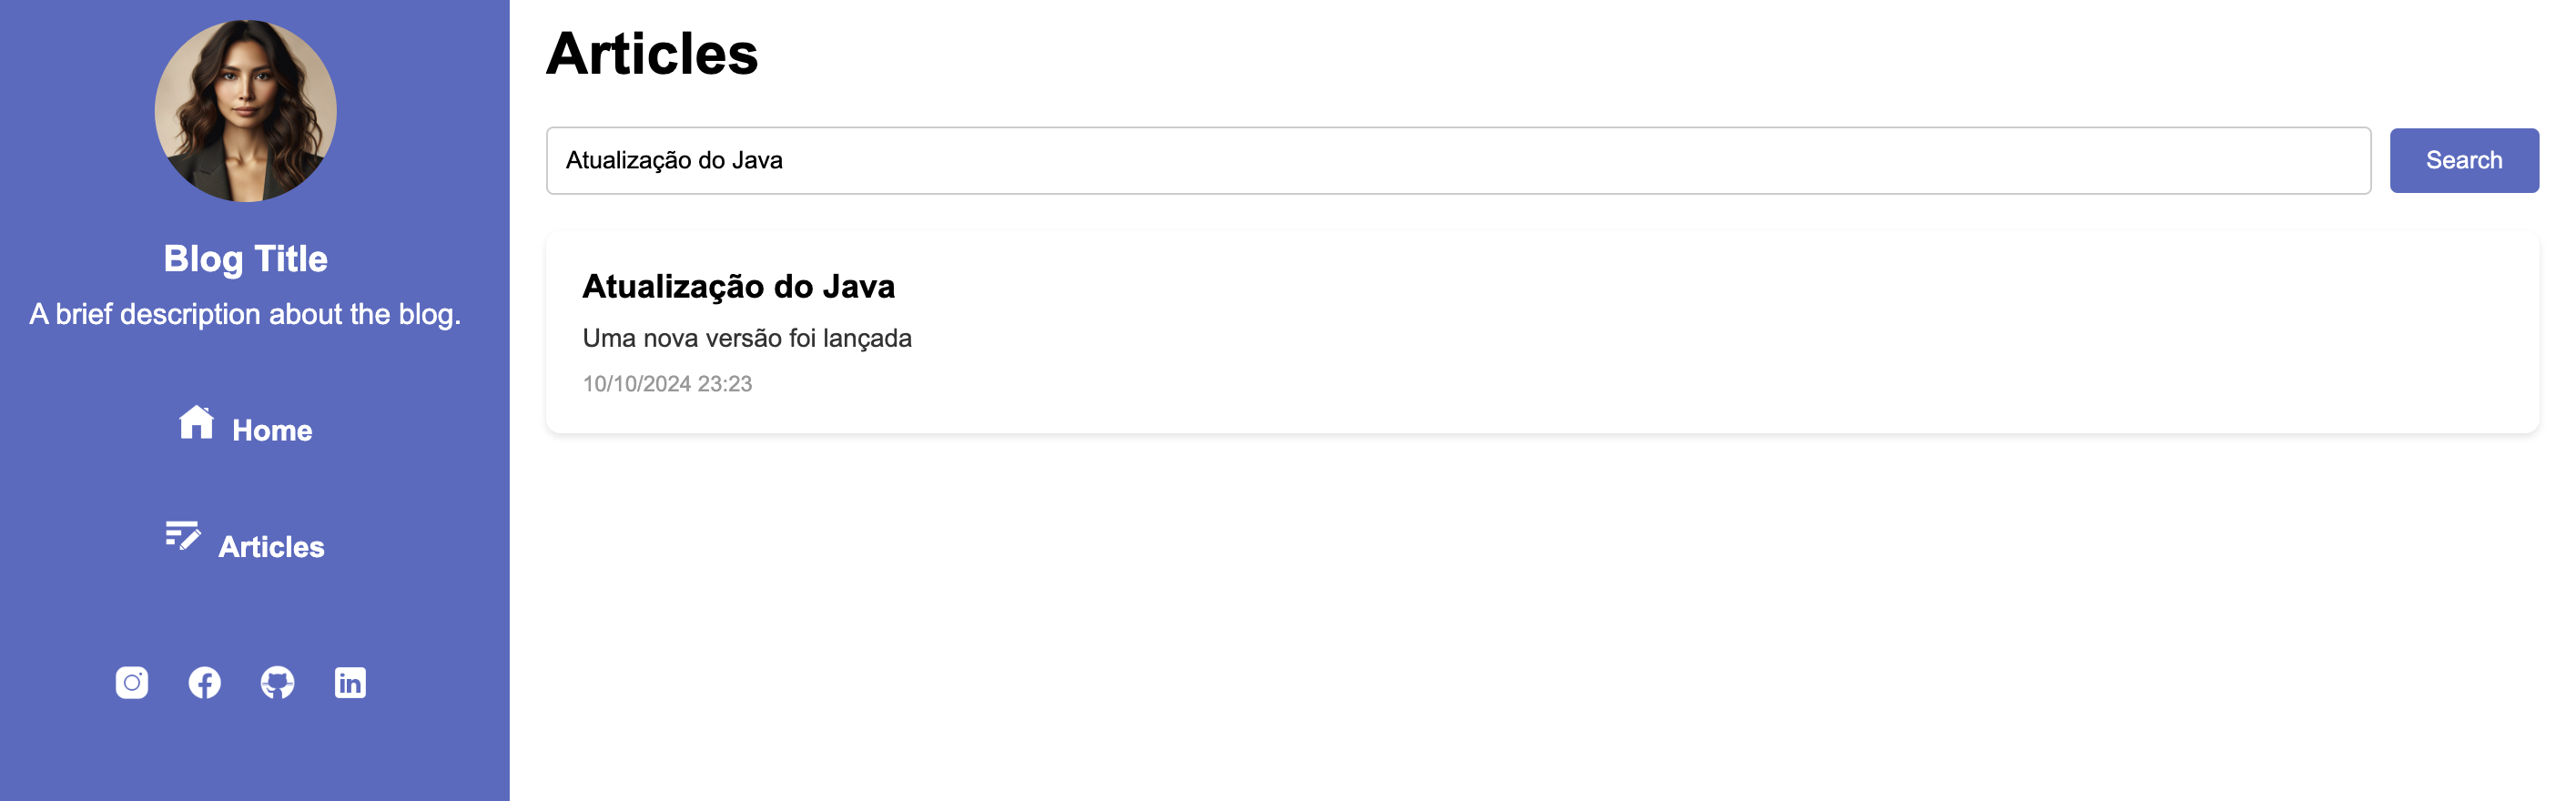 Blog Title
A brief description about the blog.
Home
Articles
Articles
Atualização do Java
Search
Atualização do Java
Uma nova versão foi lançada
10/10/2024 23:23